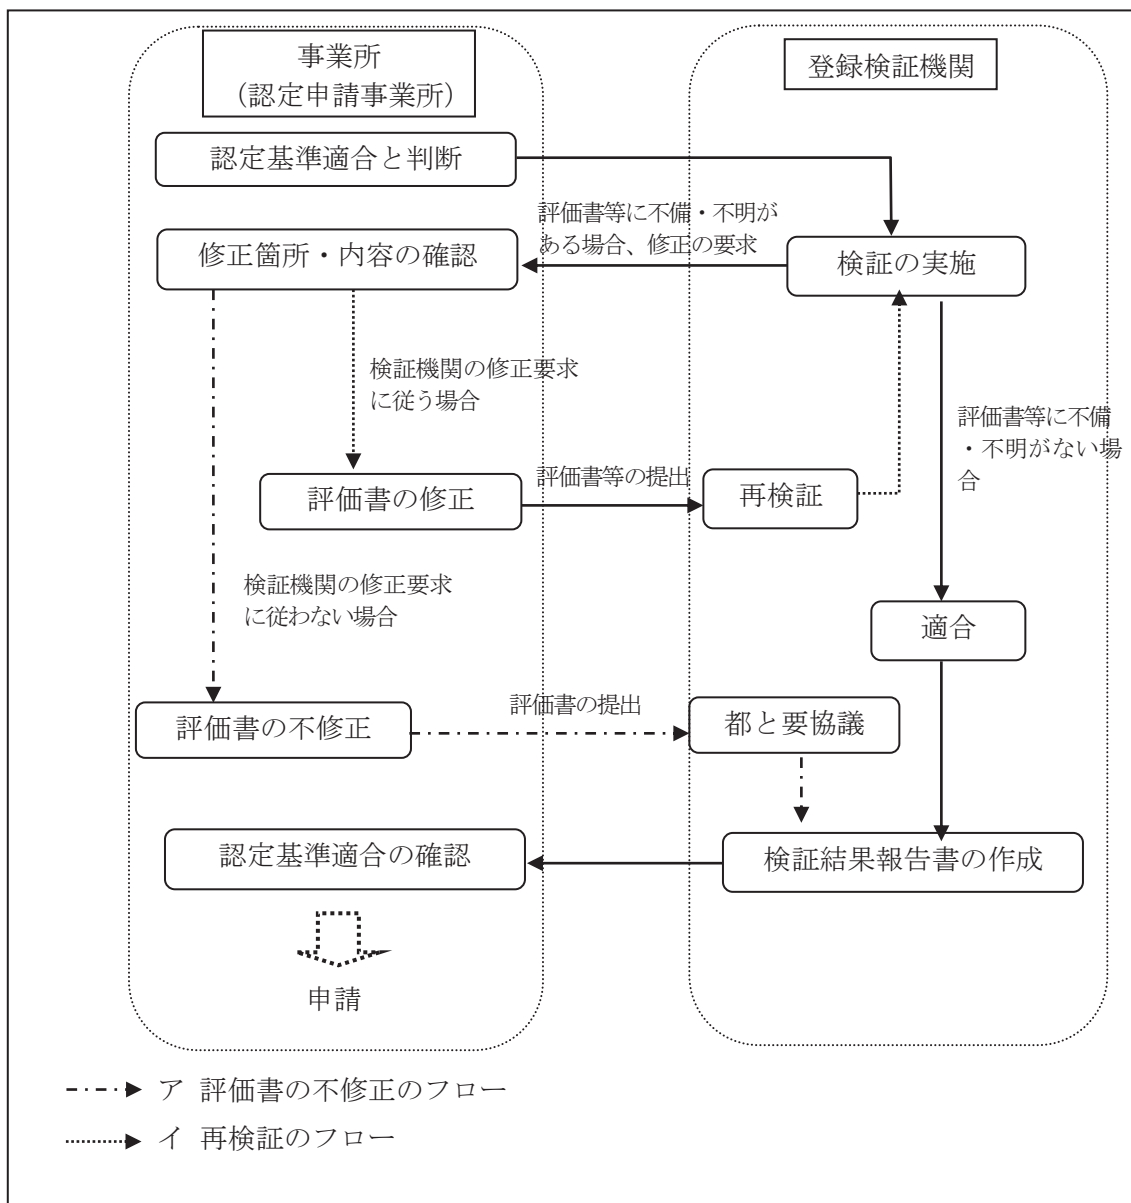 事業所
（認定申請事業所）
登録検証機関
認定基準適合と判断
評価書等に不備・不明が
ある場合、修正の要求
修正箇所・内容の確認
検証の実施
検証機関の修正要求
に従う場合
評価書等に不備
・不明がない場
合
評価書の修正
評価書等の提出
再検証
検証機関の修正要求
に従わない場合
適合
評価書の不修正
評価書の提出
都と要協議
認定基準適合の確認
検証結果報告書の作成
申請
ア 評価書の不修正のフロー
イ 再検証のフロー